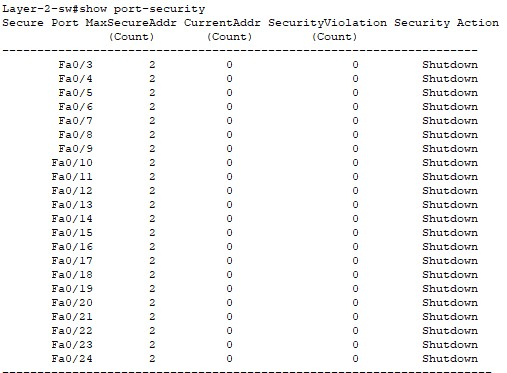 Layer-2-sw#show port-security
Secure Port MaxSecureAddr CurrentAddr SecurityViolation Security Action
(Count) (Count) (Count)
--------------------------------------------------------------------
Fa0/3 2 0 0 Shutdown
Fa0/4 2 0 0 Shutdown
Fa0/5 2 0 0 Shutdown
Fa0/6 2 0 0 Shutdown
Fa0/7 2 0 0 Shutdown
Fa0/8 2 0 0 Shutdown
Fa0/9 2 0 0 Shutdown
Fa0/10 2 0 0 Shutdown
Fa0/11 2 0 0 Shutdown
Fa0/12 2 0 0 Shutdown
Fa0/13 2 0 0 Shutdown
Fa0/14 2 0 0 Shutdown
Fa0/15 2 0 0 Shutdown
Fa0/16 2 0 0 Shutdown
Fa0/17 2 0 0 Shutdown
Fa0/18 2 0 0 Shutdown
Fa0/19 2 0 0 Shutdown
Fa0/20 2 0 0 Shutdown
Fa0/21 2 0 0 Shutdown
Fa0/22 2 0 0 Shutdown
Fa0/23 2 0 0 Shutdown
Fa0/24 2 0 0 Shutdown
----------------------------------------------------------------------